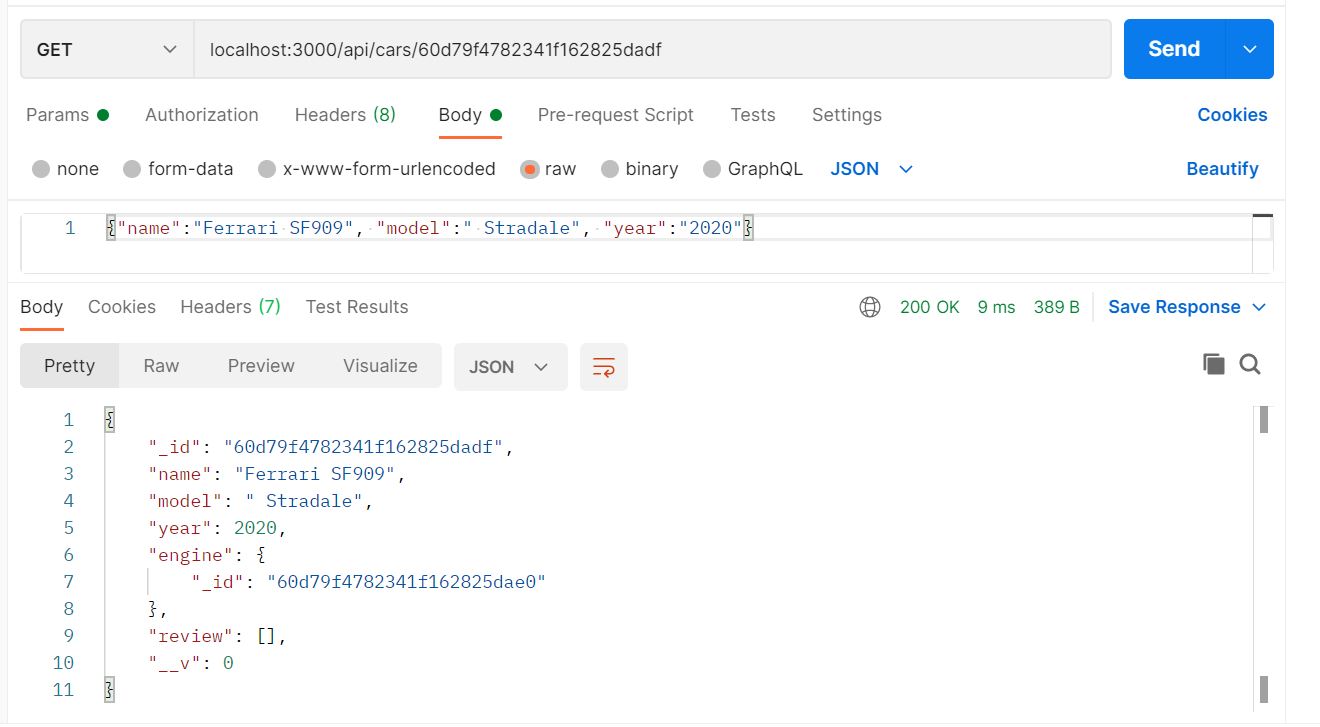 GET localhost:3000/api/cars/60d79f4782341f162825dadf Send
Params Authorization Headers (8) Body Pre-request Script Tests Settings Cookies
none form-data x-www-form-urlencoded raw binary GraphQL JSON Beautify
1 {"name":"Ferrari SF909", "model":" Stradale", "year":"2020"}
Body Cookies Headers (7) Test Results 200 OK 9 ms 389 B Save Response
Pretty Raw Preview Visualize JSON
1 {
2 "_id": "60d79f4782341f162825dadf",
3 "name": "Ferrari SF909",
4 "model": " Stradale",
5 "year": 2020,
6 "engine": {
7 "_id": "60d79f4782341f162825dae0"
8 },
9 "review": [],
10 "__v": 0
11 }